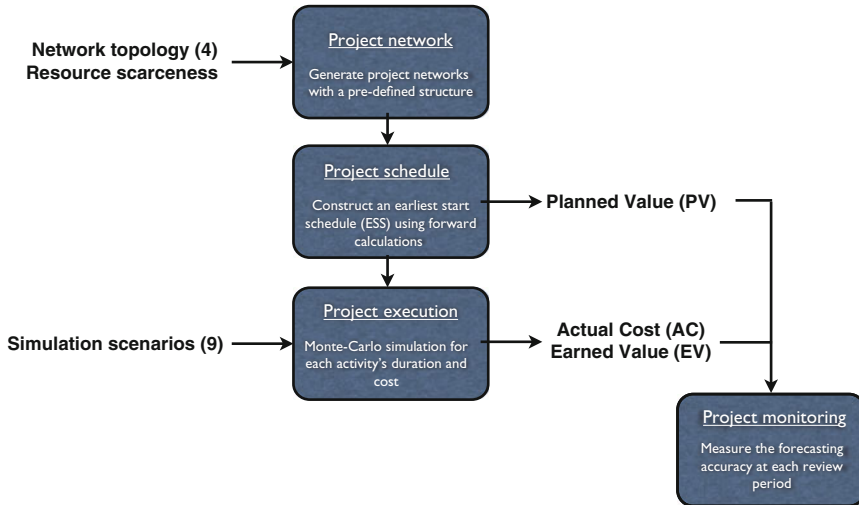 Network topology (4)
Resource scarceness
Project network
Generate project networks
with a pre-defined structure
Project schedule
Construct an earliest start
schedule (ESS) using forward
calculations
Planned Value (PV)
Simulation scenarios (9)
Project execution
Monte-Carlo simulation for
each activity's duration and
cost
Actual Cost (AC)
Earned Value (EV)
Project monitoring
Measure the forecasting
accuracy at each review
period